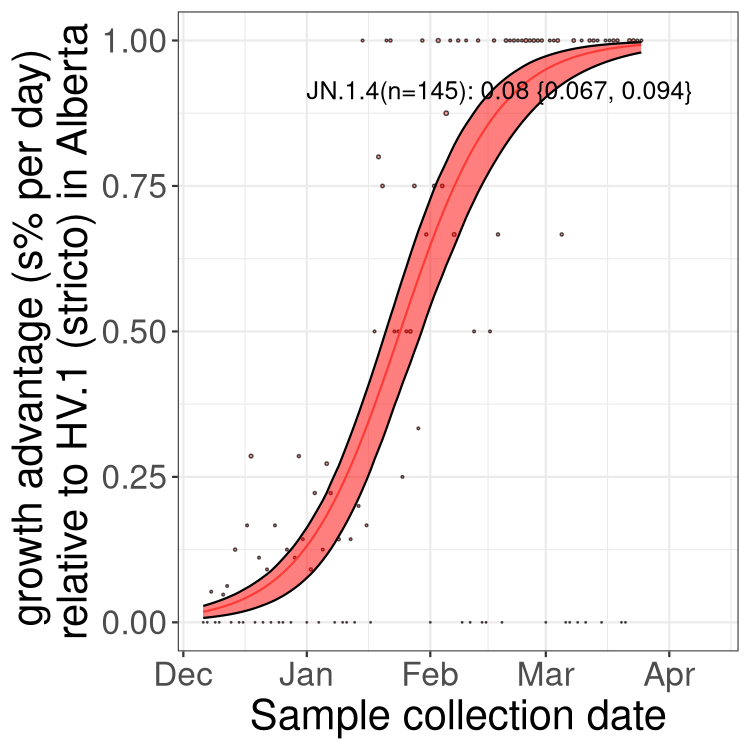 growth advantage (s% per day)
relative to HV.1 (stricto) in Alberta
1.00
0.75
0.50
0.25
0.00
JN.1.4(n=145): 0.08 {0.067, 0.094}
Dec Jan Feb Mar Apr
Sample collection date